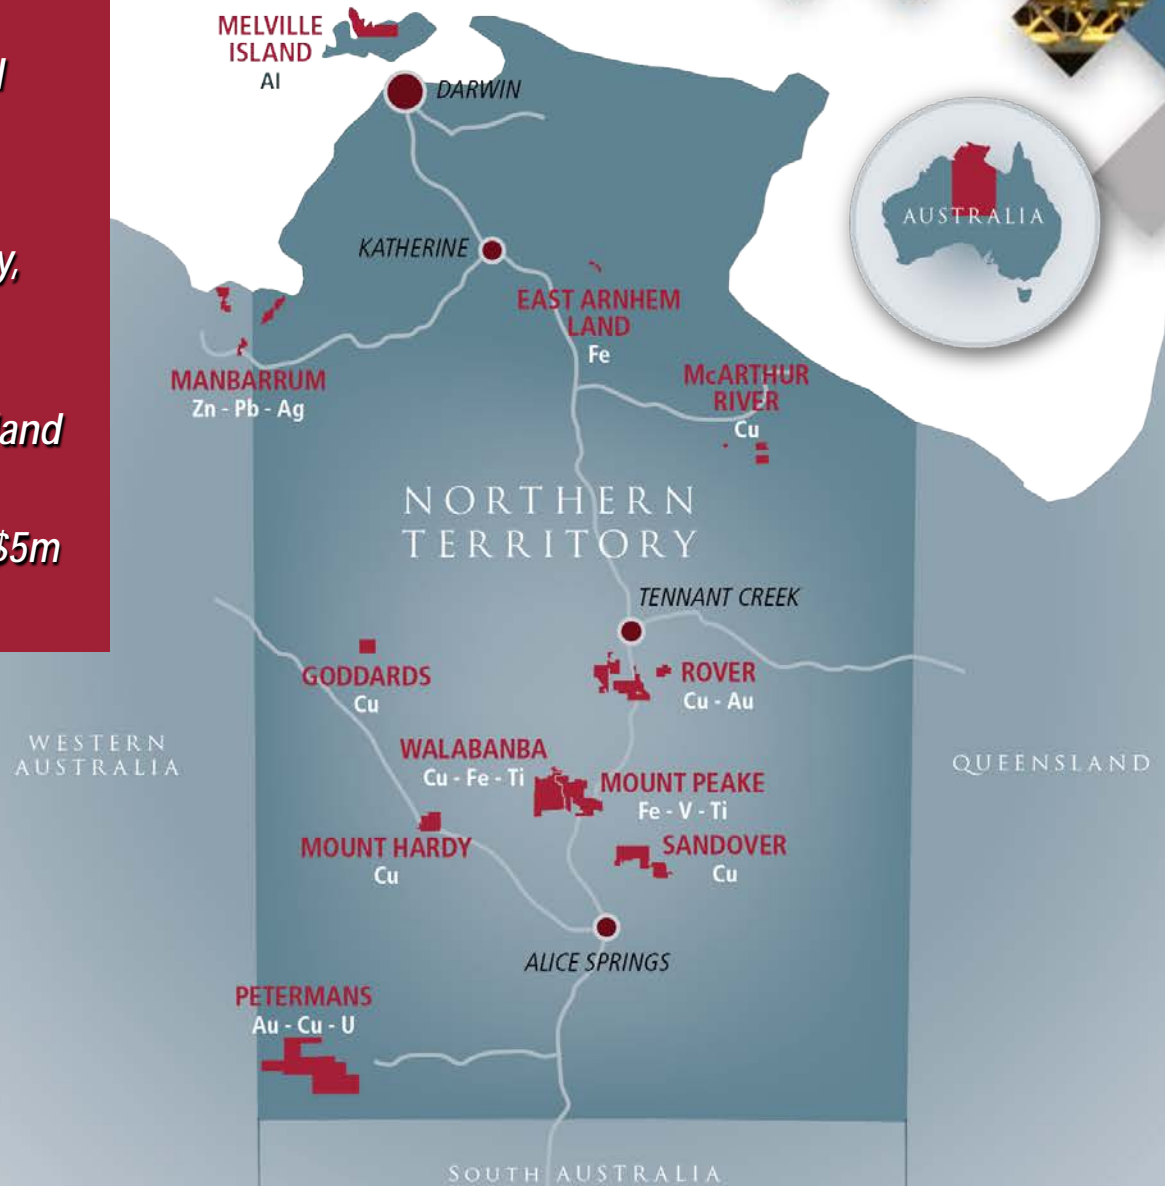 y,
and
$5m
MELVILLE
ISLAND
Al
DARWIN
KATHERINE
AUSTRALIA
EAST ARNHEM
LAND
Fe
MANBARRUM
Zn - Pb - Ag
McARTHUR
RIVER
Cu
NORTHERN
TERRITORY
TENNANT CREEK
GODDARDS
Cu
ROVER
Cu - Au
WESTERN
AUSTRALIA
WALABANBA
Cu - Fe - Ti
MOUNT PEAKE
Fe - V - Ti
QUEENSLAND
MOUNT HARDY
Cu
SANDOVER
Cu
ALICE SPRINGS
PETERMANS
Au - Cu - U
SOUTH AUSTRALIA